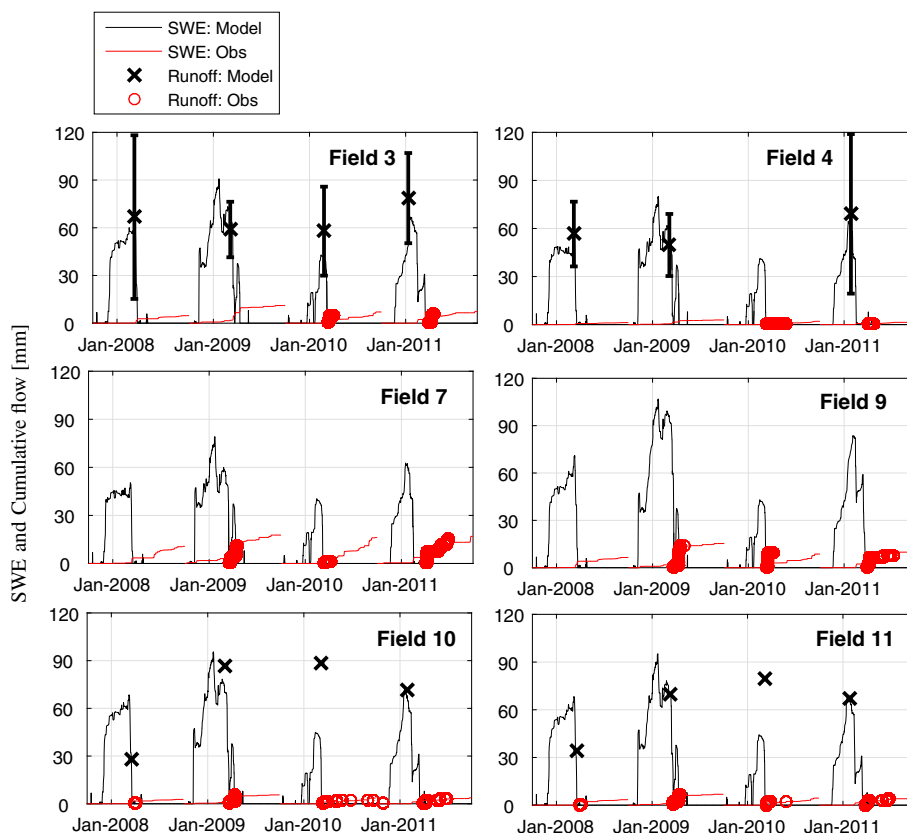 SWE: Model
SWE: Obs
Runoff: Model
Runoff: Obs
SWE and Cumulative flow [mm]
120
90
60
30
0
Field 3
Jan-2008 Jan-2009 Jan-2010 Jan-2011
120
90
60
30
0
Field 4
Jan-2008 Jan-2009 Jan-2010 Jan-2011
120
90
60
30
0
Field 7
Jan-2008 Jan-2009 Jan-2010 Jan-2011
120
90
60
30
0
Field 9
Jan-2008 Jan-2009 Jan-2010 Jan-2011
120
90
60
30
0
Field 10
Jan-2008 Jan-2009 Jan-2010 Jan-2011
120
90
60
30
0
Field 11
Jan-2008 Jan-2009 Jan-2010 Jan-2011